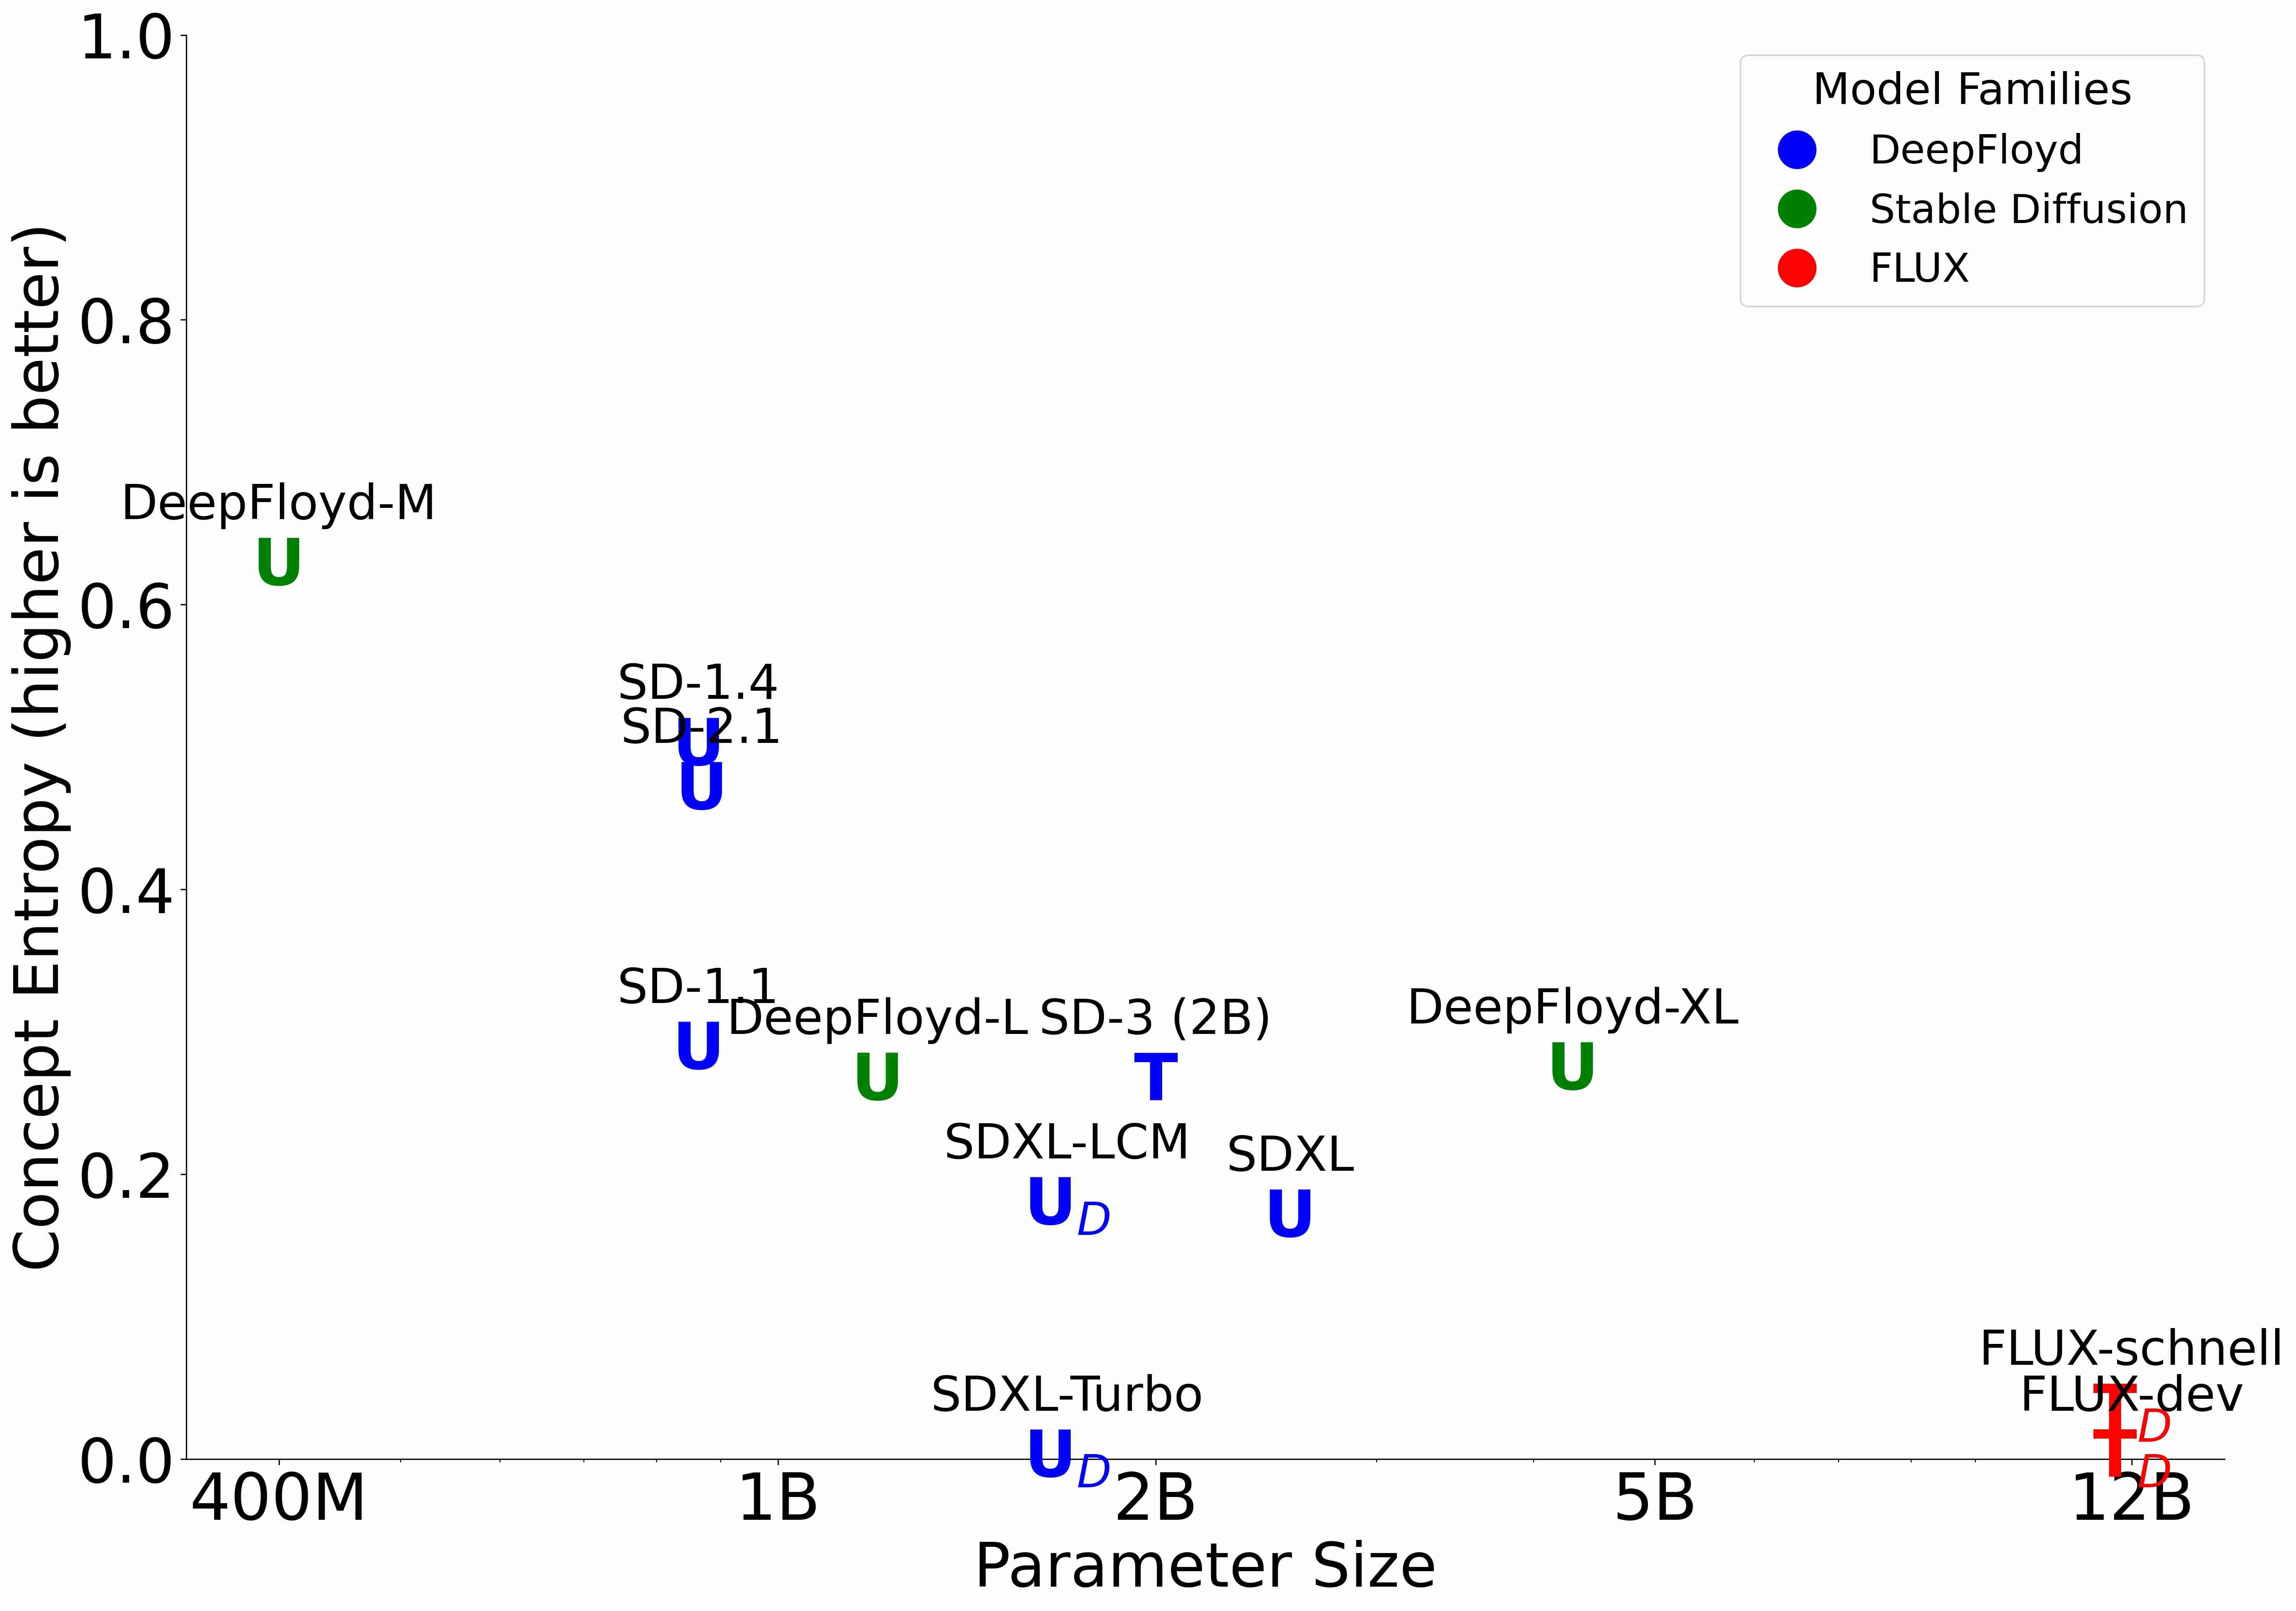 Concept Entropy (higher is better)
1.0
0.8
0.6
0.4
0.2
0.0
Model Families
DeepFloyd
Stable Diffusion
FLUX
DeepFloyd-M
U
SD-1.4
U
SD-2.1
U
SD-1.1
U
DeepFloyd-L
U
SD-3 (2B)
T
DeepFloyd-XL
U
SDXL-LCM
U_D
SDXL
U
SDXL-Turbo
U_D
FLUX-schnell
T_D
FLUX-dev
T_D
400M
1B
2B
5B
12B
Parameter Size